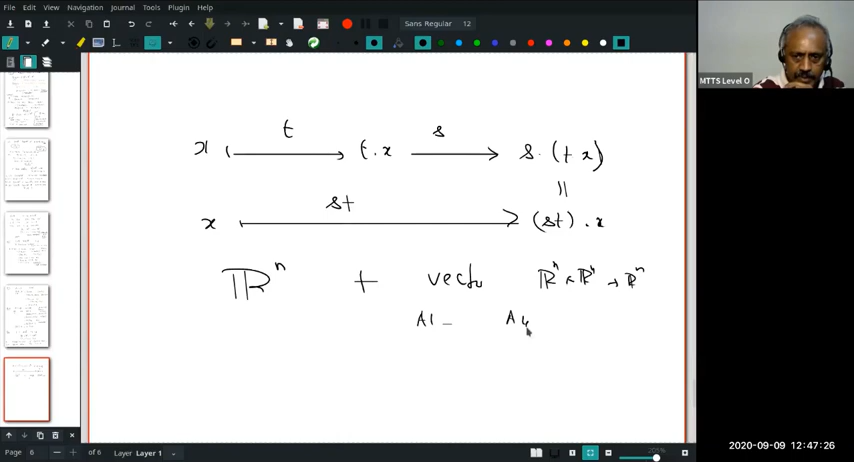 File Edit View Navigation Journal Tools Plugin Help
Sans Regular 12
MTTS Level O
x t t.x s s.(t x)
||
x st (st).x
ℝⁿ + vecto ℝⁿ × ℝⁿ → ℝⁿ
A1 – A4
Page 6 of 6 Layer Layer 1
2020-09-09 12:47:26